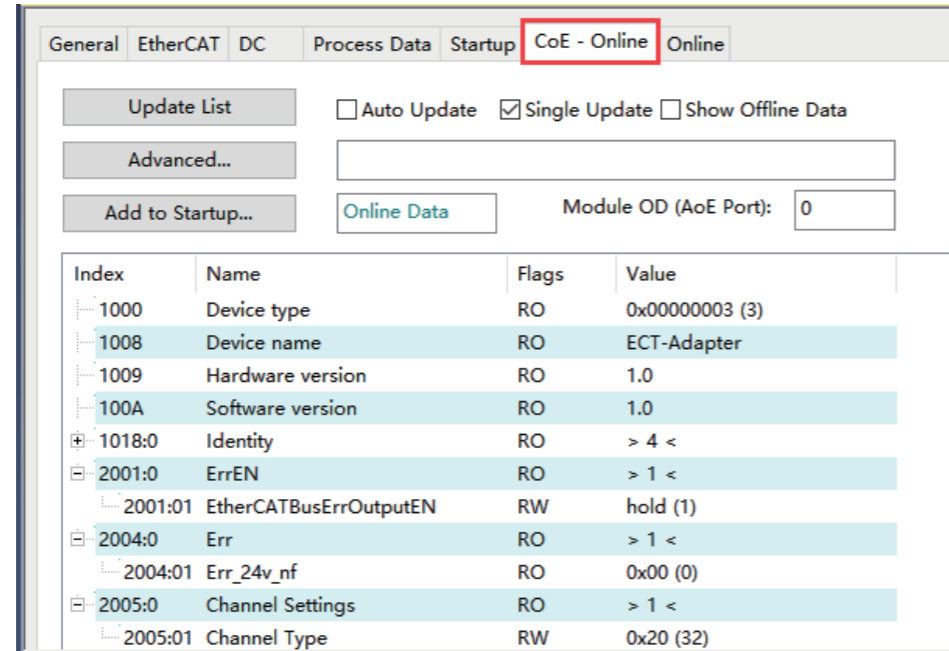 General EtherCAT DC Process Data Startup CoE - Online Online
Update List Auto Update Single Update Show Offline Data
Advanced...
Add to Startup... Online Data Module OD (AoE Port): 0
Index Name Flags Value
1000 Device type RO 0x00000003 (3)
1008 Device name RO ECT-Adapter
1009 Hardware version RO 1.0
100A Software version RO 1.0
1018:0 Identity RO > 4 <
2001:0 ErrEN RO > 1 <
2001:01 EtherCATBusErrOutputEN RW hold (1)
2004:0 Err RO > 1 <
2004:01 Err_24v_nf RO 0x00 (0)
2005:0 Channel Settings RO > 1 <
2005:01 Channel Type RW 0x20 (32)